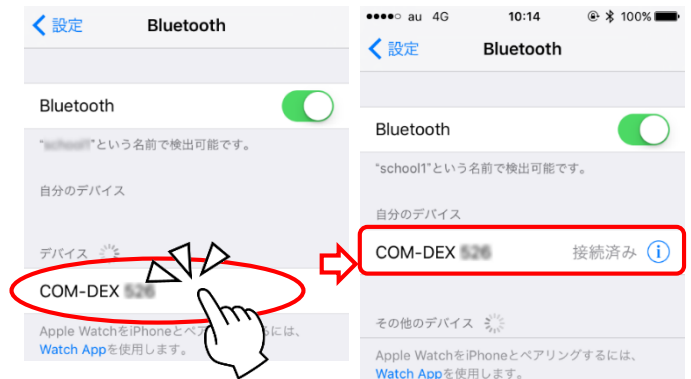 設定
Bluetooth
Bluetooth
"という名前で検出可能です。
自分のデバイス
デバイス
COM-DEX
Apple WatchをiPhoneとペア るには、
Watch Appを使用します。
au 4G 10:14 100%
設定
Bluetooth
Bluetooth
"school1"という名前で検出可能です。
自分のデバイス
COM-DEX 接続済み
その他のデバイス
Apple WatchをiPhoneとペアリングするには、
Watch Appを使用します。